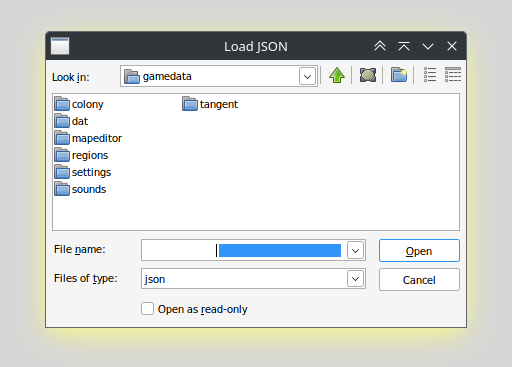 Load JSON
Look in: gamedata
colony tangent
dat
mapeditor
regions
settings
sounds
File name: Open
Files of type: json Cancel
Open as read-only